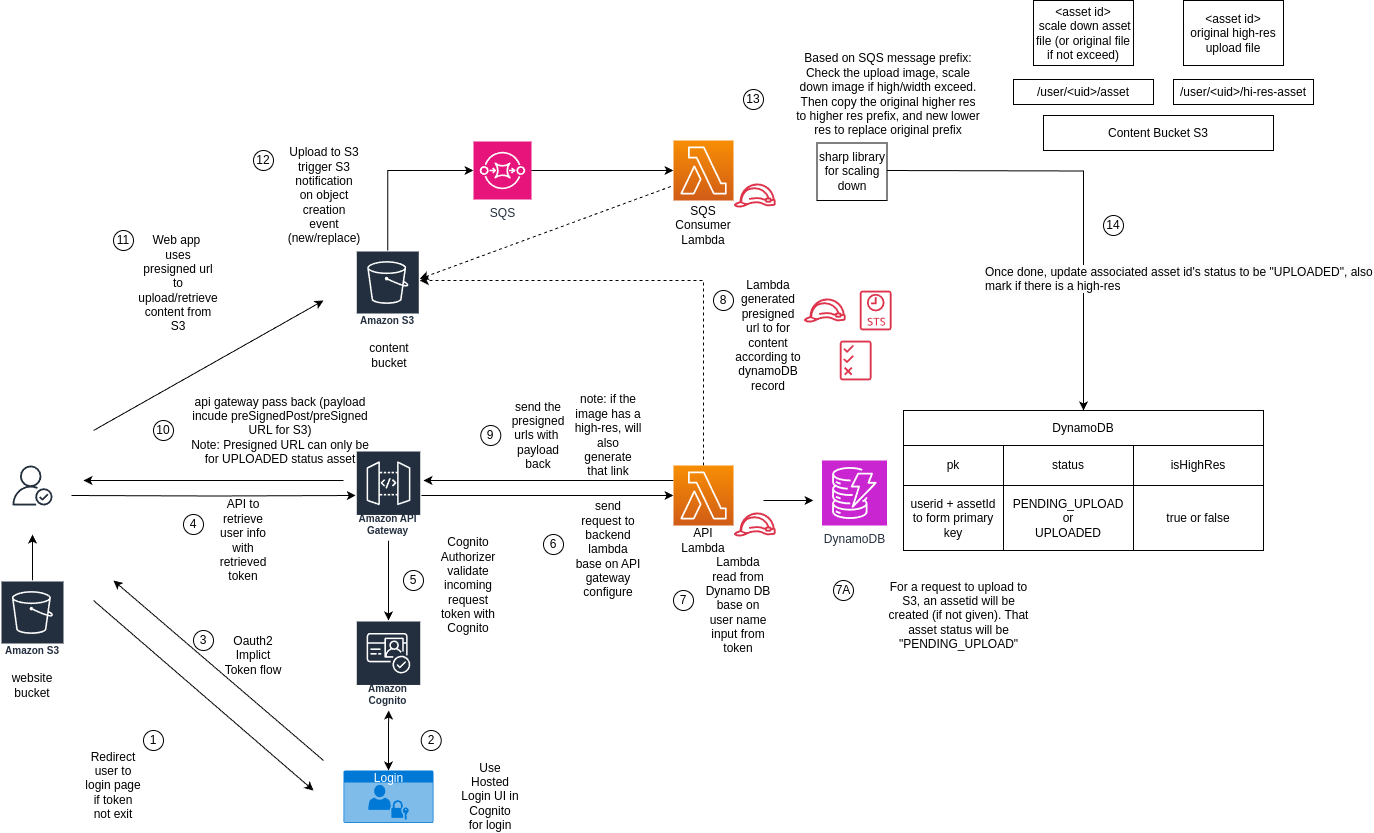 <asset id>
scale down asset
file (or original file
if not exceed)
<asset id>
original high-res
upload file
/user/<uid>/asset
/user/<uid>/hi-res-asset
Content Bucket S3
13
Based on SQS message prefix:
Check the upload image, scale
down image if high/width exceed.
Then copy the original higher res
to higher res prefix, and new lower
res to replace original prefix
sharp library
for scaling
down
12
Upload to S3
trigger S3
notification
on object
creation
event
(new/replace)
SQS
SQS
Consumer
Lambda
14
Once done, update associated asset id's status to be "UPLOADED", also
mark if there is a high-res
11
Web app
uses
presigned url
to
upload/retrieve
content from
S3
Amazon S3
content
bucket
8
Lambda
generated
presigned
url to for
content
according to
dynamoDB
record
STS
10
api gateway pass back (payload
incude preSignedPost/preSigned
URL for S3)
Note: Presigned URL can only be
for UPLOADED status asset
9
send the
presigned
urls with
payload
back
note: if the
image has a
high-res, will
also
generate
that link
DynamoDB
pk
status
isHighRes
userid + assetId
to form primary
key
PENDING_UPLOAD
or
UPLOADED
true or false
4
API to
retrieve
user info
with
retrieved
token
Amazon API
Gateway
6
send
request to
backend
lambda
base on API
gateway
configure
API
Lambda
DynamoDB
5
Cognito
Authorizer
validate
incoming
request
token with
Cognito
7
Lambda
read from
Dynamo DB
base on
user name
input from
token
7A
For a request to upload to
S3, an assetid will be
created (if not given). That
asset status will be
"PENDING_UPLOAD"
Amazon S3
website
bucket
3
Oauth2
Implict
Token flow
Amazon
Cognito
1
Redirect
user to
login page
if token
not exit
2
Use
Hosted
Login UI in
Cognito
for login
Login